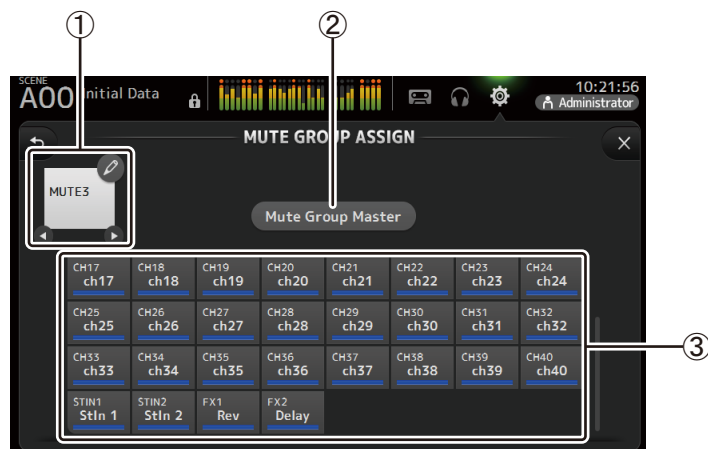 ① ②
SCENE
A00 Initial Data
10:21:56
Administrator
MUTE GROUP ASSIGN
MUTE3
Mute Group Master
CH17 CH18 CH19 CH20 CH21 CH22 CH23 CH24
ch17 ch18 ch19 ch20 ch21 ch22 ch23 ch24
CH25 CH26 CH27 CH28 CH29 CH30 CH31 CH32
ch25 ch26 ch27 ch28 ch29 ch30 ch31 ch32
③
CH33 CH34 CH35 CH36 CH37 CH38 CH39 CH40
ch33 ch34 ch35 ch36 ch37 ch38 ch39 ch40
STIN1 STIN2 FX1 FX2
StIn 1 StIn 2 Rev Delay